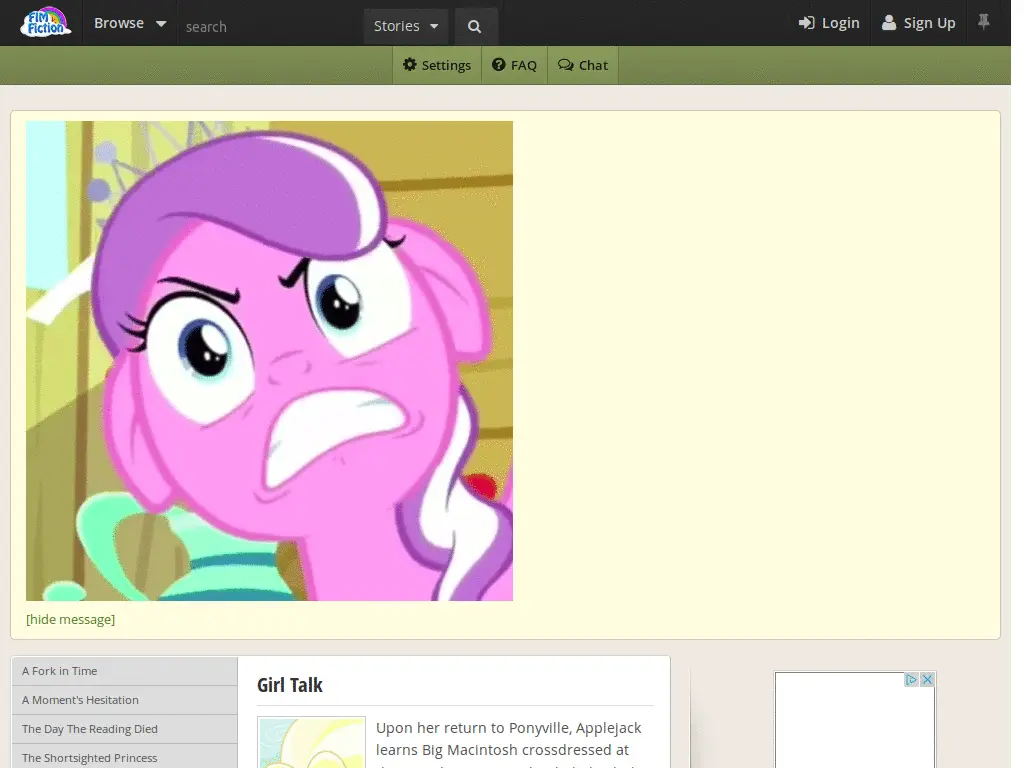 FIM Fiction
Browse
search
Stories
Login
Sign Up
Settings
FAQ
Chat
[hide message]
A Fork in Time
A Moment's Hesitation
The Day The Reading Died
The Shortsighted Princess
Girl Talk
Upon her return to Ponyville, Applejack
learns Big Macintosh crossdressed at